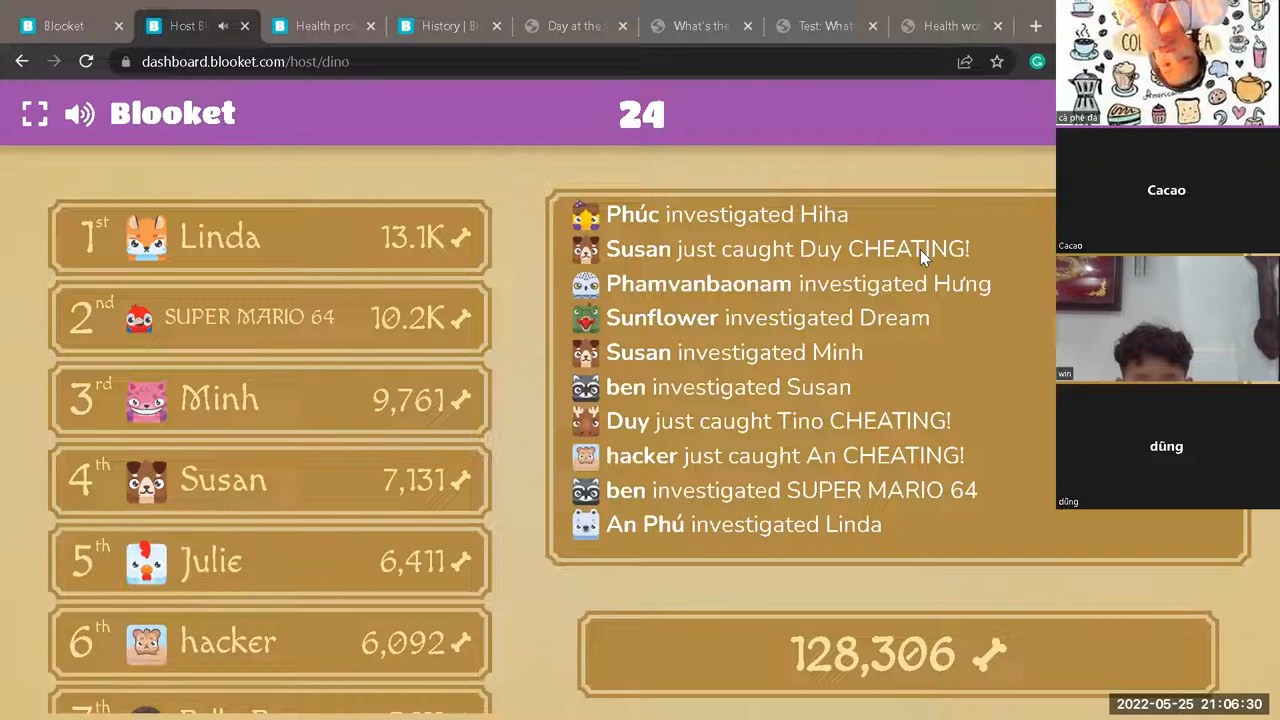 Blooket
Host B
Health pro
History | B
Day at the
What's the
Test: What
Health wo
dashboard.blooket.com/host/dino
Blooket
24
1st Linda 13.1K
2nd SUPER MARIO 64 10.2K
3rd Minh 9,761
4th Susan 7,131
5th Julie 6,411
6th hacker 6,092
Phúc investigated Hiha
Susan just caught Duy CHEATING!
Phamvanbaonam investigated Hưng
Sunflower investigated Dream
Susan investigated Minh
ben investigated Susan
Duy just caught Tino CHEATING!
hacker just caught An CHEATING!
ben investigated SUPER MARIO 64
An Phú investigated Linda
128,306
Americano
cà phê đá
Cacao
Cacao
win
dũng
dũng
2022-05-25 21:06:30